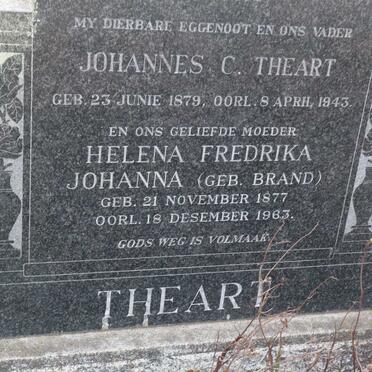 MY DIERBARE EGGENOOT EN ONS VADER
JOHANNES C. THEART
GEB. 23 JUNIE 1879, OORL. 8 APRIL 1943.
EN ONS GELIEFDE MOEDER
HELENA FREDRIKA
JOHANNA (GEB. BRAND)
GEB. 21 NOVEMBER 1877
OORL. 18 DESEMBER 1963.
GODS WEG IS VOLMAAK
THEART